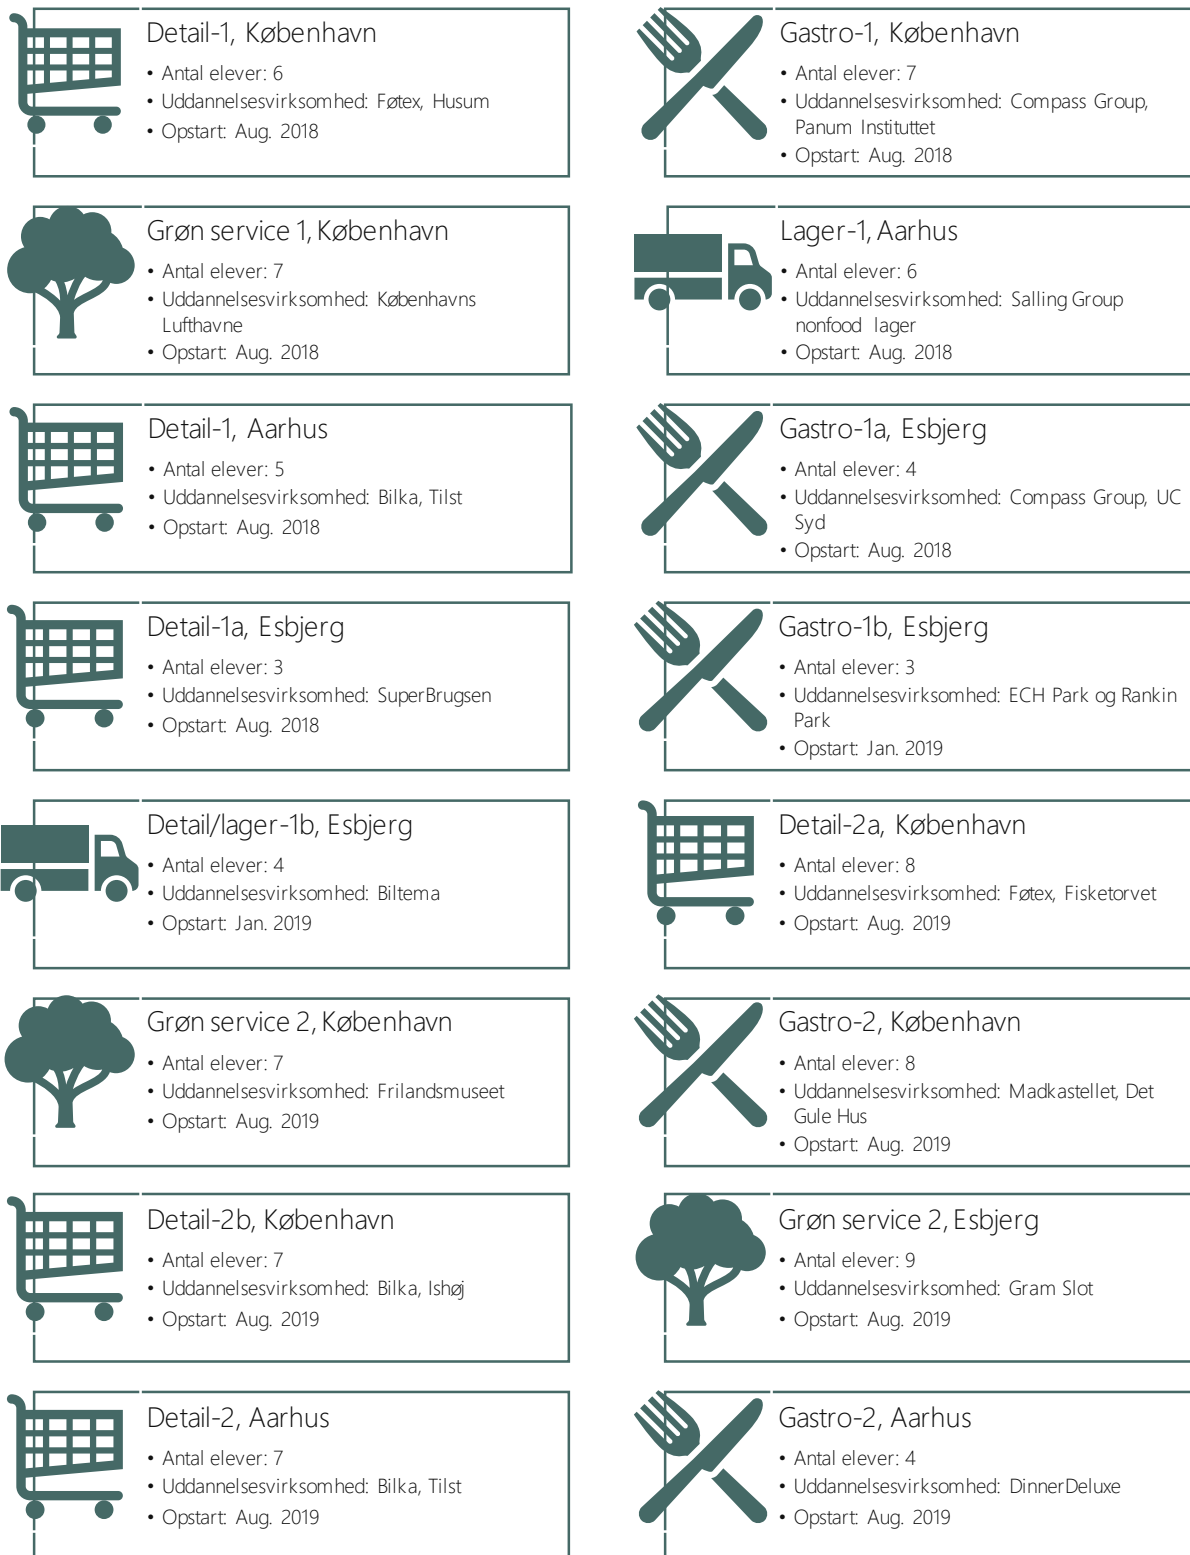 Detail-1, København
• Antal elever: 6
• Uddannelsesvirksomhed: Føtex, Husum
• Opstart: Aug. 2018
Gastro-1, København
• Antal elever: 7
• Uddannelsesvirksomhed: Compass Group,
Panum Instituttet
• Opstart: Aug. 2018
Grøn service 1, København
• Antal elever: 7
• Uddannelsesvirksomhed: Københavns
Lufthavne
• Opstart: Aug. 2018
Lager-1, Aarhus
• Antal elever: 6
• Uddannelsesvirksomhed: Salling Group
nonfood lager
• Opstart: Aug. 2018
Detail-1, Aarhus
• Antal elever: 5
• Uddannelsesvirksomhed: Bilka, Tilst
• Opstart: Aug. 2018
Gastro-1a, Esbjerg
• Antal elever: 4
• Uddannelsesvirksomhed: Compass Group, UC
Syd
• Opstart: Aug. 2018
Detail-1a, Esbjerg
• Antal elever: 3
• Uddannelsesvirksomhed: SuperBrugsen
• Opstart: Aug. 2018
Gastro-1b, Esbjerg
• Antal elever: 3
• Uddannelsesvirksomhed: ECH Park og Rankin
Park
• Opstart: Jan. 2019
Detail/lager-1b, Esbjerg
• Antal elever: 4
• Uddannelsesvirksomhed: Biltema
• Opstart: Jan. 2019
Detail-2a, København
• Antal elever: 8
• Uddannelsesvirksomhed: Føtex, Fisketorvet
• Opstart: Aug. 2019
Grøn service 2, København
• Antal elever: 7
• Uddannelsesvirksomhed: Frilandsmuseet
• Opstart: Aug. 2019
Gastro-2, København
• Antal elever: 8
• Uddannelsesvirksomhed: Madkastellet, Det
Gule Hus
• Opstart: Aug. 2019
Detail-2b, København
• Antal elever: 7
• Uddannelsesvirksomhed: Bilka, Ishøj
• Opstart: Aug. 2019
Grøn service 2, Esbjerg
• Antal elever: 9
• Uddannelsesvirksomhed: Gram Slot
• Opstart: Aug. 2019
Detail-2, Aarhus
• Antal elever: 7
• Uddannelsesvirksomhed: Bilka, Tilst
• Opstart: Aug. 2019
Gastro-2, Aarhus
• Antal elever: 4
• Uddannelsesvirksomhed: DinnerDeluxe
• Opstart: Aug. 2019